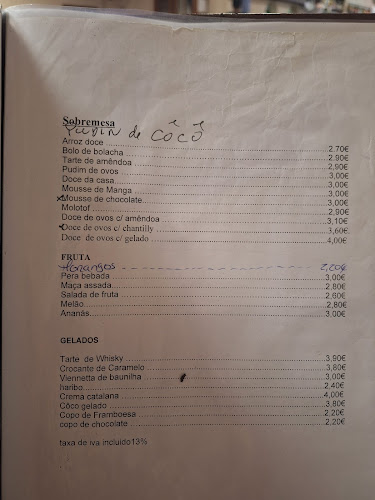 Sobremesa
Pudin de CôCô
Arroz doce 2.70€
Bolo de bolacha 2.90€
Tarte de amêndoa 2,90€
Pudim de ovos 3,00€
Doce da casa 3,00€
Mousse de Manga 3,00€
Mousse de chocolate 3,00€
Molotof 2,90€
Doce de ovos c/ amêndoa 3,10€
Doce de ovos c/ chantilly 3,60€
Doce de ovos c/ gelado 4,00€
FRUTA
Morangos 2,20€
Pera bebada 3,00€
Maça assada 2.80€
Salada de fruta 2.60€
Melão 2,80€
Ananás 3,00€
GELADOS
Tarte de Whisky 3,90€
Crocante de Caramelo 3,80€
Viennetta de baunilha 3,00€
haribo 2,40€
Crema catalana 4,00€
Côco gelado 3,80€
Copo de Framboesa 2,20€
copo de chocolate 2,20€
taxa de iva incluido13%